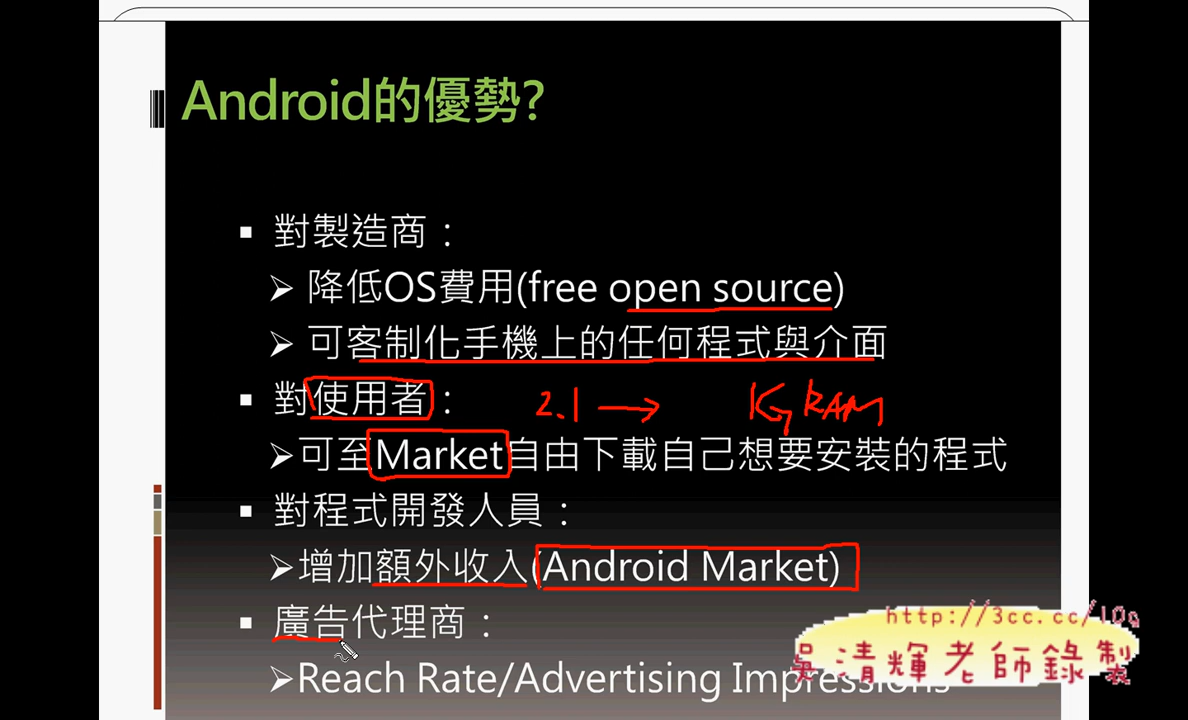 Android的優勢?
▪ 對製造商：
➢ 降低OS費用(free open source)
➢ 可客制化手機上的任何程式與介面
▪ 對使用者：
2.1 → KgRAM
➢可至Market自由下載自己想要安裝的程式
▪ 對程式開發人員：
➢增加額外收入(Android Market)
▪ 廣告代理商：
http://3cc.cc/10q
吳清輝老師錄製
➢Reach Rate/Advertising Impressions